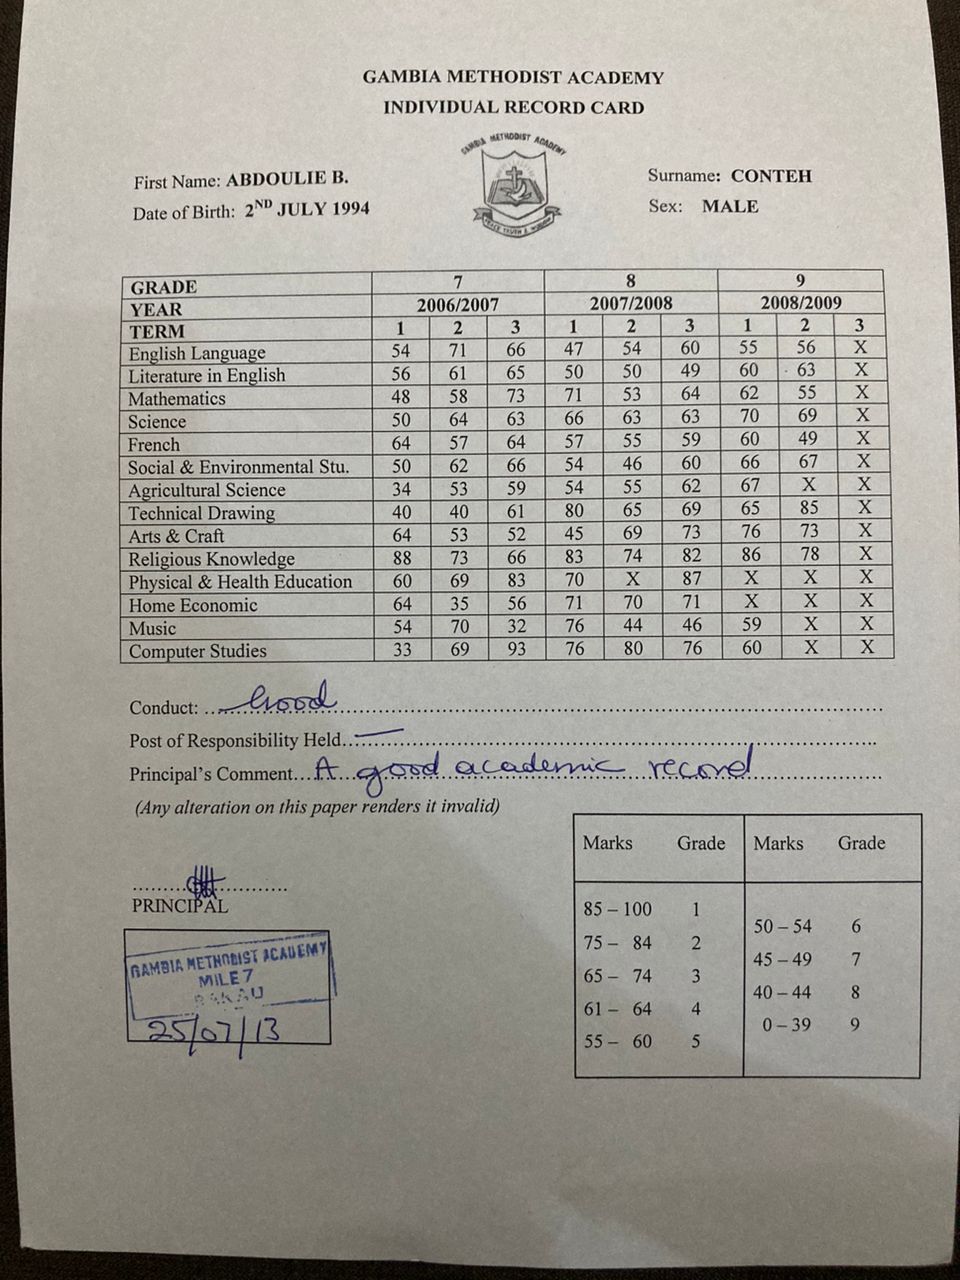 GAMBIA METHODIST ACADEMY
INDIVIDUAL RECORD CARD
GAMBIA METHODIST ACADEMY
First Name: ABDOULIE B.
Surname: CONTEH
Date of Birth: 2ND JULY 1994
Sex: MALE
GRADE 7 8 9
YEAR 2006/2007 2007/2008 2008/2009
TERM 1 2 3 1 2 3 1 2 3
English Language 54 71 66 47 54 60 55 56 X
Literature in English 56 61 65 50 50 49 60 63 X
Mathematics 48 58 73 71 53 64 62 55 X
Science 50 64 63 66 63 63 70 69 X
French 64 57 64 57 55 59 60 49 X
Social & Environmental Stu. 50 62 66 54 46 60 66 67 X
Agricultural Science 34 53 59 54 55 62 67 X X
Technical Drawing 40 40 61 80 65 69 65 85 X
Arts & Craft 64 53 52 45 69 73 76 73 X
Religious Knowledge 88 73 66 83 74 82 86 78 X
Physical & Health Education 60 69 83 70 X 87 X X X
Home Economic 64 35 56 71 70 71 X X X
Music 54 70 32 76 44 46 59 X X
Computer Studies 33 69 93 76 80 76 60 X X
Conduct: Good
Post of Responsibility Held
Principal's Comment A good academic record
(Any alteration on this paper renders it invalid)
PRINCIPAL
GAMBIA METHODIST ACADEMY
MILE 7
BAKAU
25/07/13
Marks Grade Marks Grade
85 – 100 1
75 – 84 2
65 – 74 3
61 – 64 4
55 – 60 5
50 – 54 6
45 – 49 7
40 – 44 8
0 – 39 9